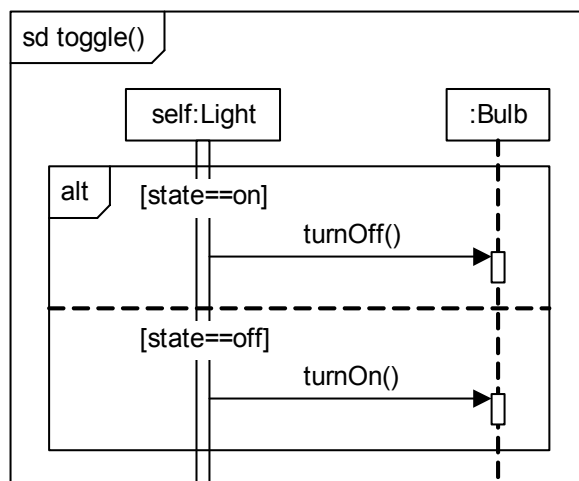 sd toggle()
self:Light
:Bulb
alt
[state==on]
turnOff()
[state==off]
turnOn()